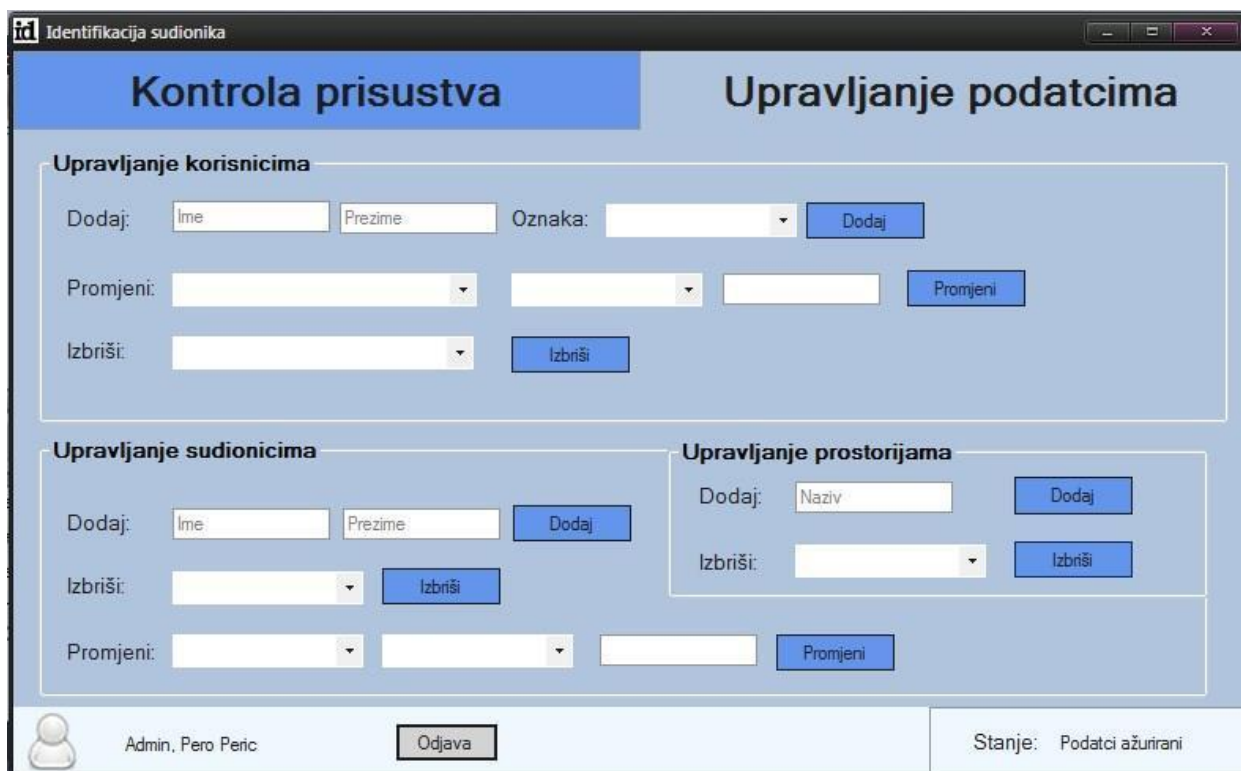 id Identifikacija sudionika
Kontrola prisustva Upravljanje podatcima
Upravljanje korisnicima
Dodaj: Ime Prezime Oznaka: Dodaj
Promjeni: Promjeni
Izbriši: Izbriši
Upravljanje sudionicima
Dodaj: Ime Prezime Dodaj
Izbriši: Izbriši
Promjeni: Promjeni
Upravljanje prostorijama
Dodaj: Naziv Dodaj
Izbriši: Izbriši
Admin, Pero Peric Odjava Stanje: Podatci ažurirani